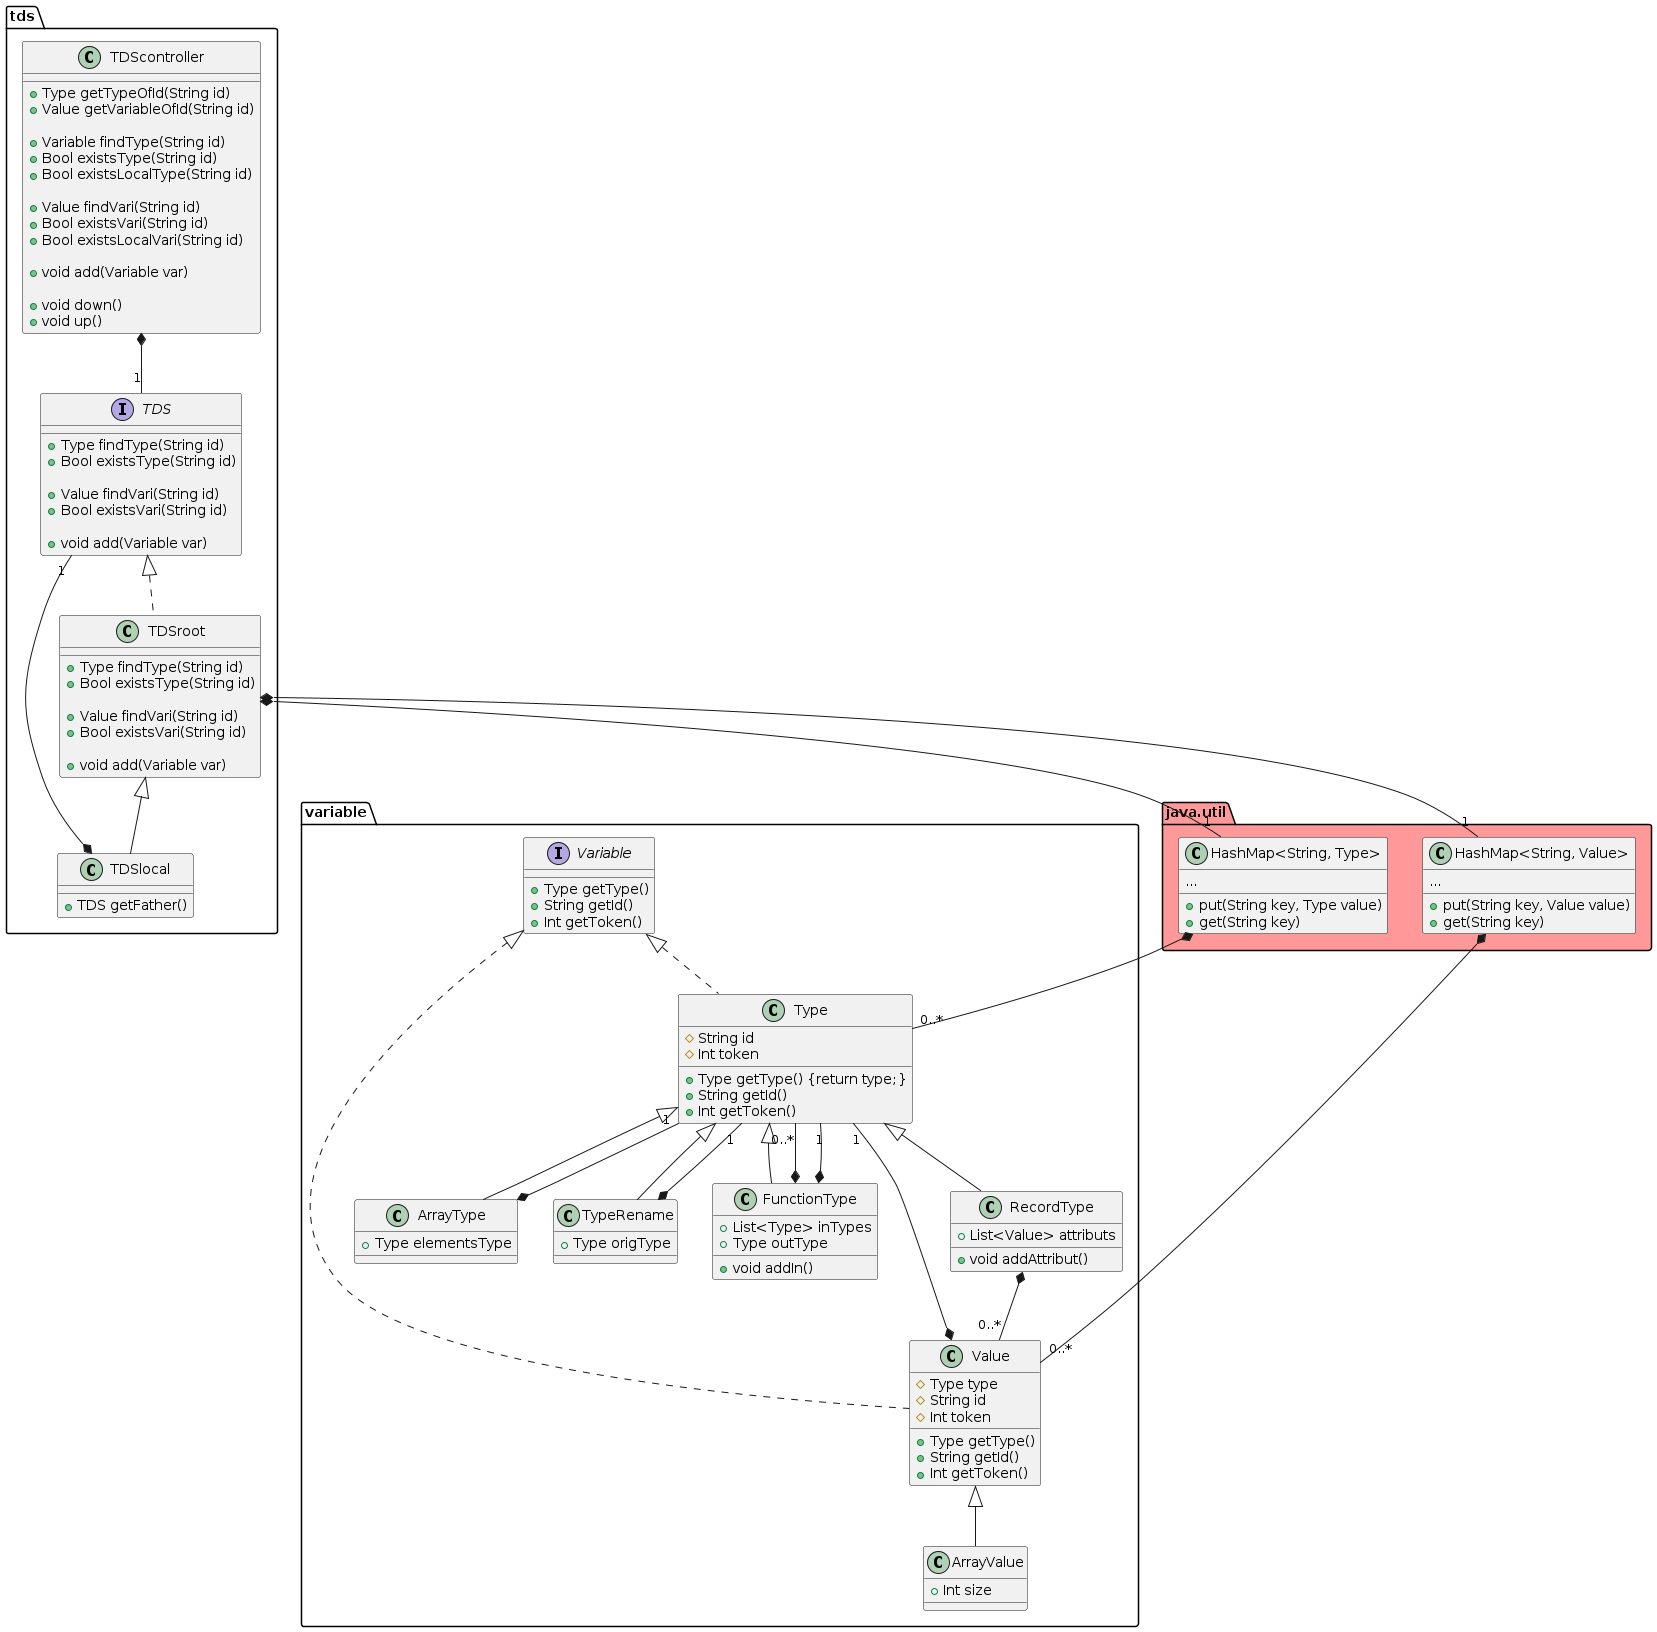 tds
C TDScontroller
Type getTypeOfId(String id)
Value getVariableOfId(String id)
Variable findType(String id)
Bool existsType(String id)
Bool existsLocalType(String id)
Value findVari(String id)
Bool existsVari(String id)
Bool existsLocalVari(String id)
void add(Variable var)
void down()
void up()
1
I TDS
Type findType(String id)
Bool existsType(String id)
Value findVari(String id)
Bool existsVari(String id)
void add(Variable var)
1
C TDSroot
Type findType(String id)
Bool existsType(String id)
Value findVari(String id)
Bool existsVari(String id)
void add(Variable var)
C TDSlocal
TDS getFather()
variable
I Variable
Type getType()
String getId()
Int getToken()
java.util
1
1
C HashMap<String, Type>
...
put(String key, Type value)
get(String key)
C HashMap<String, Value>
...
put(String key, Value value)
get(String key)
C Type
String id
Int token
Type getType() {return type; }
String getId()
Int getToken()
0..*
1
1
0..*
1
1
C ArrayType
Type elementsType
C TypeRename
Type origType
C FunctionType
List<Type> inTypes
Type outType
void addIn()
C RecordType
List<Value> attributs
void addAttribut()
0..*
0..*
C Value
Type type
String id
Int token
Type getType()
String getId()
Int getToken()
C ArrayValue
Int size